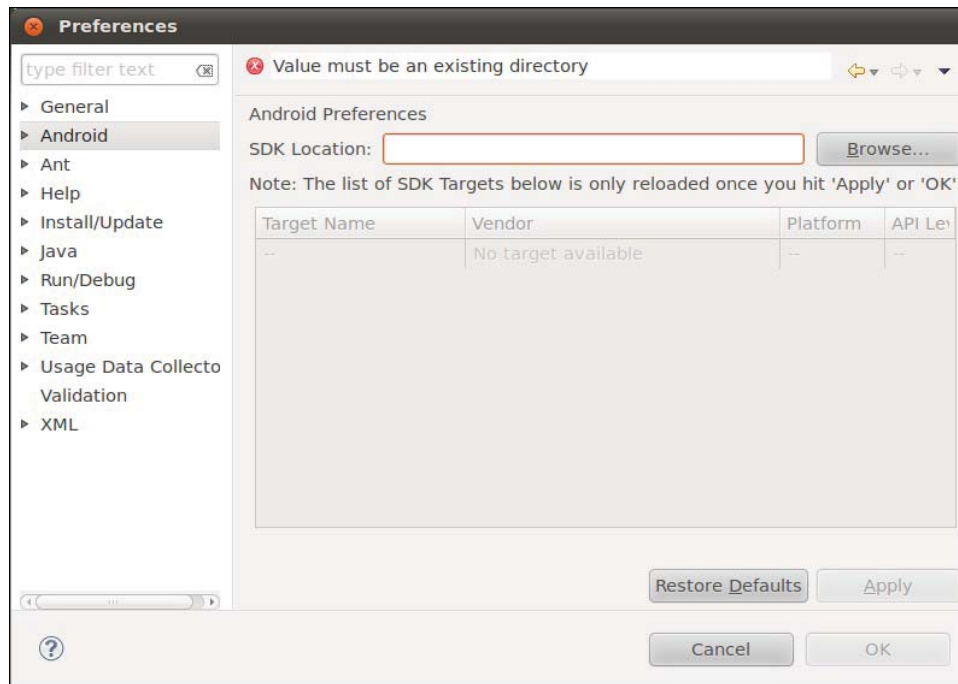 Preferences
type filter text
General
Android
Ant
Help
Install/Update
Java
Run/Debug
Tasks
Team
Usage Data Collecto
Validation
XML
Value must be an existing directory
Android Preferences
SDK Location:
Browse...
Note: The list of SDK Targets below is only reloaded once you hit 'Apply' or 'OK'
Target Name Vendor Platform API Lev
-- No target available -- --
Restore Defaults Apply
Cancel OK